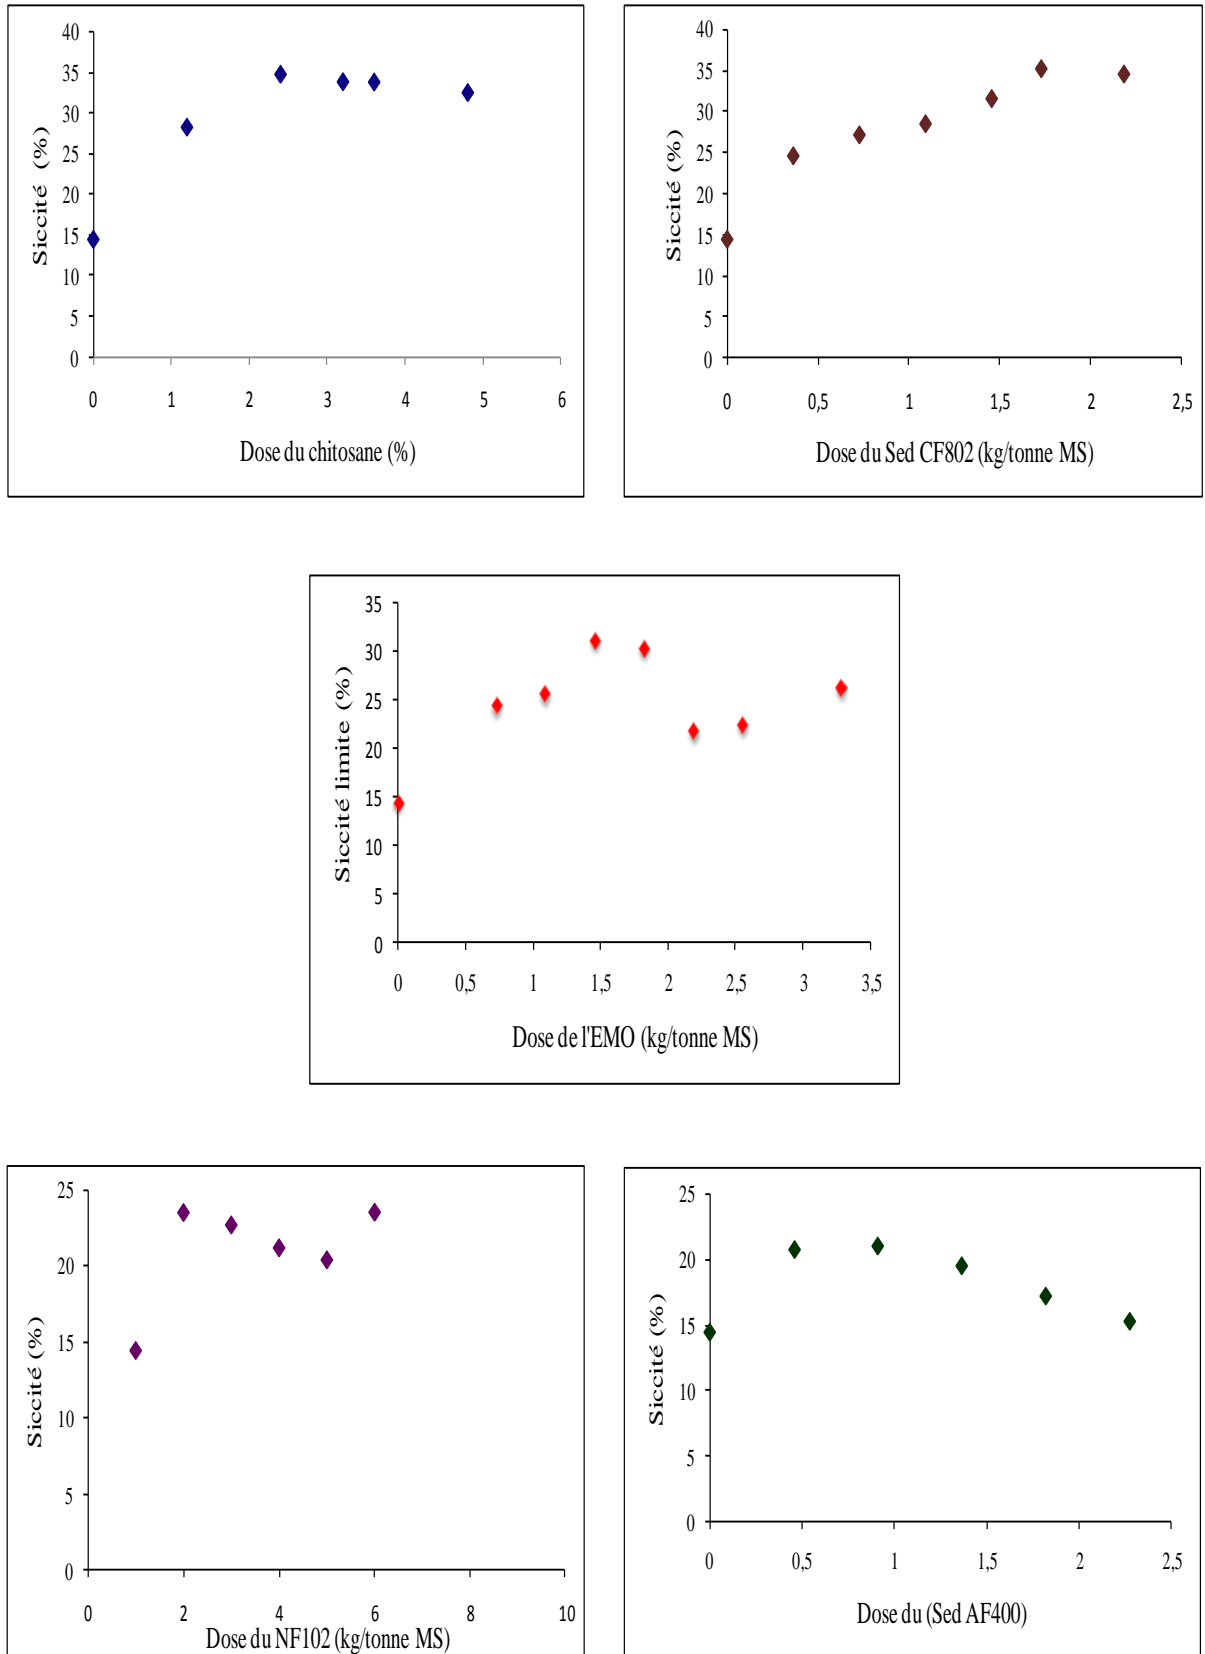 40
35
30
25
20
15
10
5
0
Siccité (%)
0 1 2 3 4 5 6
Dose du chitosane (%)
40
35
30
25
20
15
10
5
0
Siccité (%)
0 0,5 1 1,5 2 2,5
Dose du Sed CF802 (kg/tonne MS)
35
30
25
20
15
10
5
0
Siccité limite (%)
0 0,5 1 1,5 2 2,5 3 3,5
Dose de l'EMO (kg/tonne MS)
25
20
15
10
5
0
Siccité (%)
0 2 4 6 8 10
Dose du NF102 (kg/tonne MS)
25
20
15
10
5
0
Siccité (%)
0 0,5 1 1,5 2 2,5
Dose du (Sed AF400)